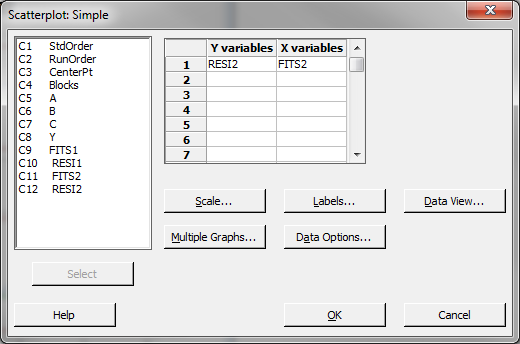 Scatterplot: Simple
C1 StdOrder
C2 RunOrder
C3 CenterPt
C4 Blocks
C5 A
C6 B
C7 C
C8 Y
C9 FITS1
C10 RESI1
C11 FITS2
C12 RESI2
Y variables X variables
1 RESI2 FITS2
2
3
4
5
6
7
Scale... Labels... Data View...
Multiple Graphs... Data Options...
Select
Help OK Cancel